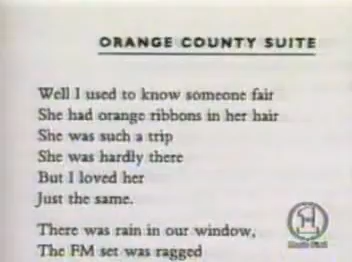 ORANGE COUNTY SUITE
Well I used to know someone fair
She had orange ribbons in her hair
She was such a trip
She was hardly there
But I loved her
Just the same.
There was rain in our window,
The FM set was ragged